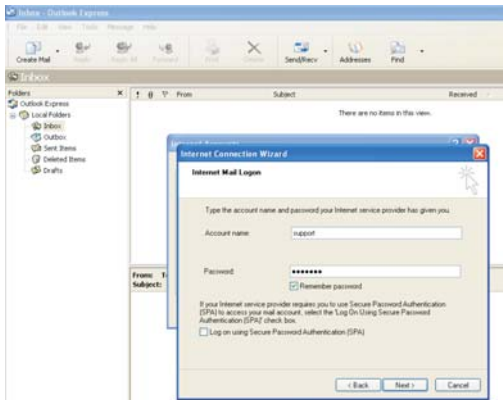 Inbox - Outlook Express
File Edit View Tools Message Help
Create Mail Reply Reply All Forward Print Delete Send/Recv Addresses Find
Inbox
Folders
! From Subject Received
Outlook Express
Local Folders
Inbox
Outbox
Sent Items
Deleted Items
Drafts
There are no items in this view.
Internet Accounts
Internet Connection Wizard
Internet Mail Logon
Type the account name and password your Internet service provider has given you.
Account name: support
Password: •••••••
Remember password
If your Internet service provider requires you to use Secure Password Authentication
(SPA) to access your mail account, select the 'Log On Using Secure Password
Authentication (SPA)' check box.
Log on using Secure Password Authentication (SPA)
From:
Subject:
< Back Next > Cancel